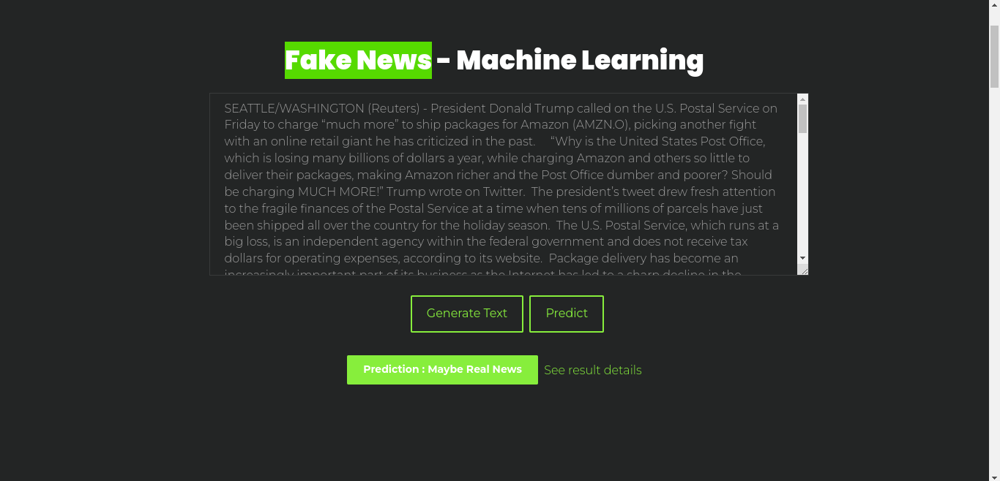 Fake News - Machine Learning
SEATTLE/WASHINGTON (Reuters) - President Donald Trump called on the U.S. Postal Service on
Friday to charge “much more” to ship packages for Amazon (AMZN.O), picking another fight
with an online retail giant he has criticized in the past.     “Why is the United States Post Office,
which is losing many billions of dollars a year, while charging Amazon and others so little to
deliver their packages, making Amazon richer and the Post Office dumber and poorer? Should
be charging MUCH MORE!” Trump wrote on Twitter.  The president’s tweet drew fresh attention
to the fragile finances of the Postal Service at a time when tens of millions of parcels have just
been shipped all over the country for the holiday season.  The U.S. Postal Service, which runs at a
big loss, is an independent agency within the federal government and does not receive tax
dollars for operating expenses, according to its website.  Package delivery has become an
increasingly important part of its business as the Internet has led to a sharp decline in the
Generate Text
Predict
Prediction : Maybe Real News
See result details